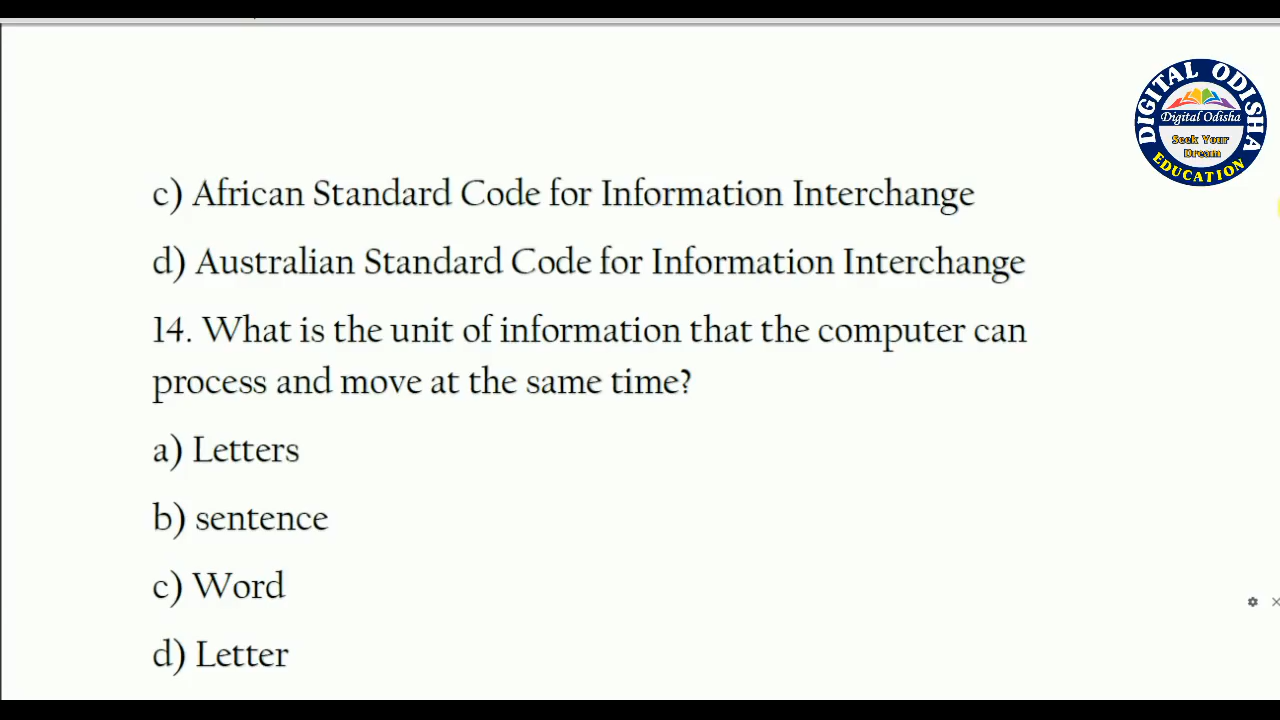 DIGITAL ODISHA
Digital Odisha
Seek Your
Dream
EDUCATION
c) African Standard Code for Information Interchange
d) Australian Standard Code for Information Interchange
14. What is the unit of information that the computer can
process and move at the same time?
a) Letters
b) sentence
c) Word
d) Letter